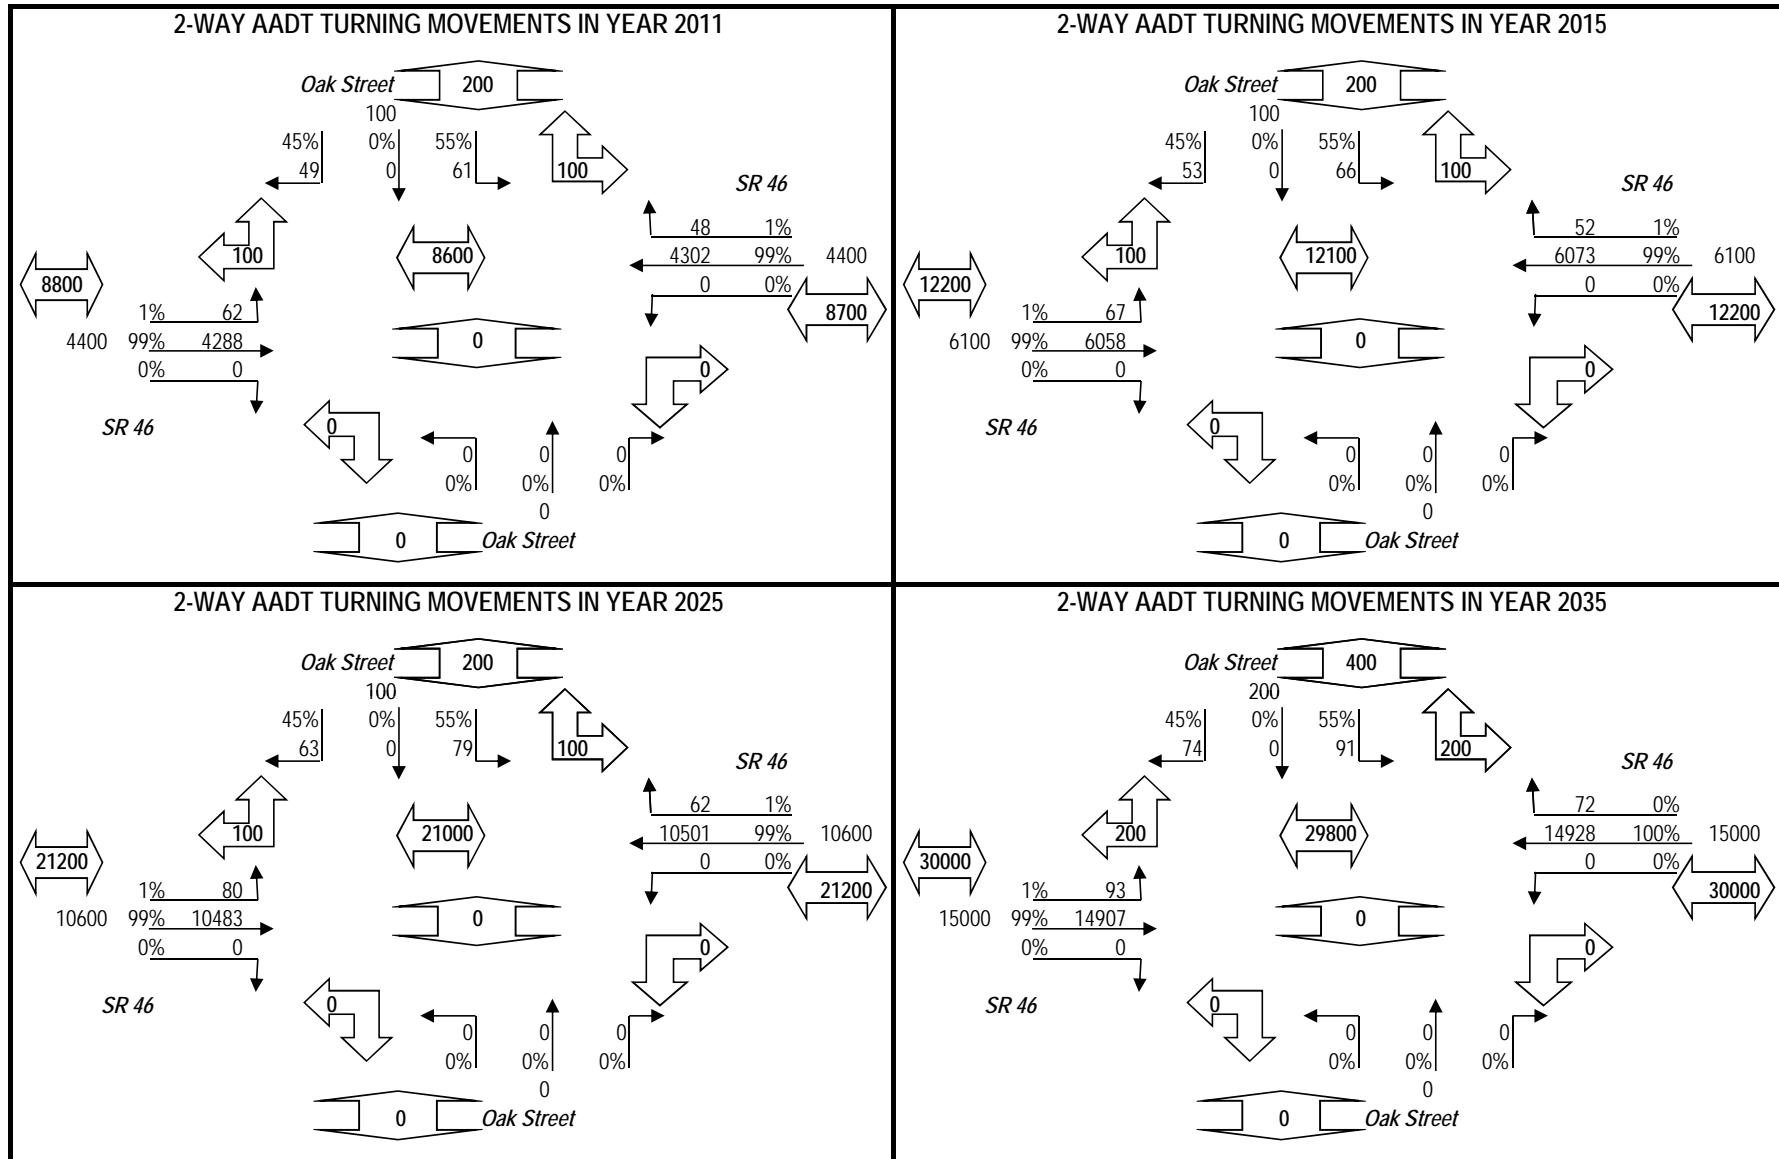 2-WAY AADT TURNING MOVEMENTS IN YEAR 2011
Oak Street 200
100
45% 0% 55%
49 0 61 100
SR 46
48 1%
100 8600 4302 99% 4400
8800 0 0%
1% 62 8700
4400 99% 4288 0
0% 0 0
SR 46 0
0 0 0
0% 0% 0%
0
0 Oak Street
2-WAY AADT TURNING MOVEMENTS IN YEAR 2015
Oak Street 200
100
45% 0% 55%
53 0 66 100
SR 46
52 1%
100 12100 6073 99% 6100
12200 0 0%
1% 67 12200
6100 99% 6058 0
0% 0 0
SR 46 0
0 0 0
0% 0% 0%
0
0 Oak Street
2-WAY AADT TURNING MOVEMENTS IN YEAR 2025
Oak Street 200
100
45% 0% 55%
63 0 79 100
SR 46
62 1%
100 21000 10501 99% 10600
21200 0 0%
1% 80 21200
10600 99% 10483 0
0% 0 0
SR 46 0
0 0 0
0% 0% 0%
0
0 Oak Street
2-WAY AADT TURNING MOVEMENTS IN YEAR 2035
Oak Street 400
200
45% 0% 55%
74 0 91 200
SR 46
72 0%
200 29800 14928 100% 15000
30000 0 0%
1% 93 30000
15000 99% 14907 0
0% 0 0
SR 46 0
0 0 0
0% 0% 0%
0
0 Oak Street